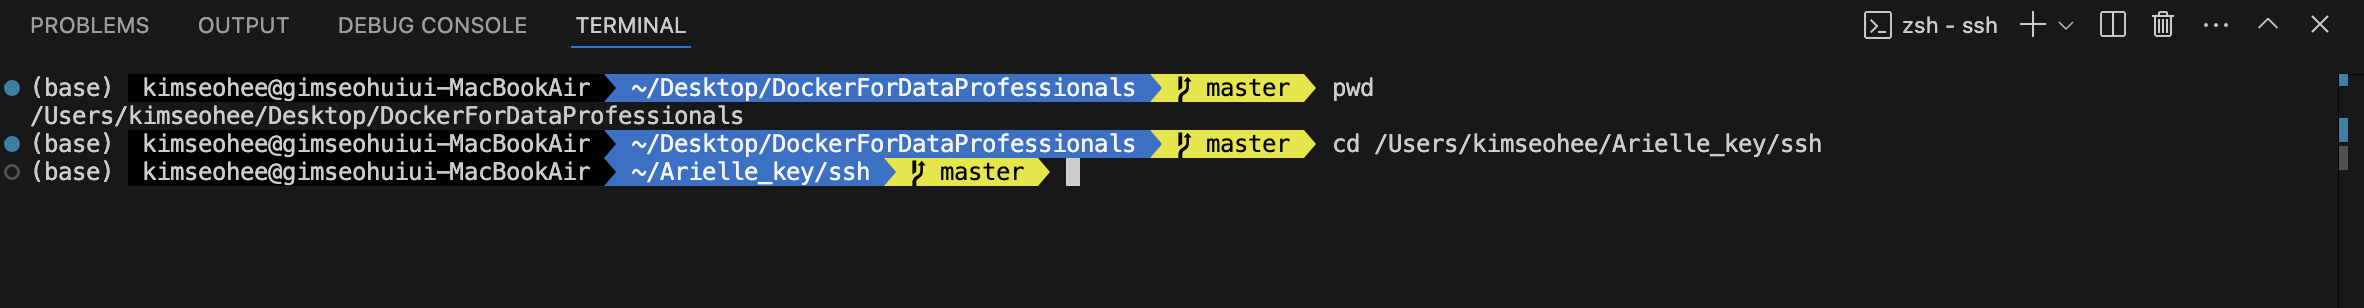 PROBLEMS OUTPUT DEBUG CONSOLE TERMINAL zsh - ssh
(base) kimseohee@gimseohuiui-MacBookAir ~/Desktop/DockerForDataProfessionals master pwd
/Users/kimseohee/Desktop/DockerForDataProfessionals
(base) kimseohee@gimseohuiui-MacBookAir ~/Desktop/DockerForDataProfessionals master cd /Users/kimseohee/Arielle_key/ssh
(base) kimseohee@gimseohuiui-MacBookAir ~/Arielle_key/ssh master